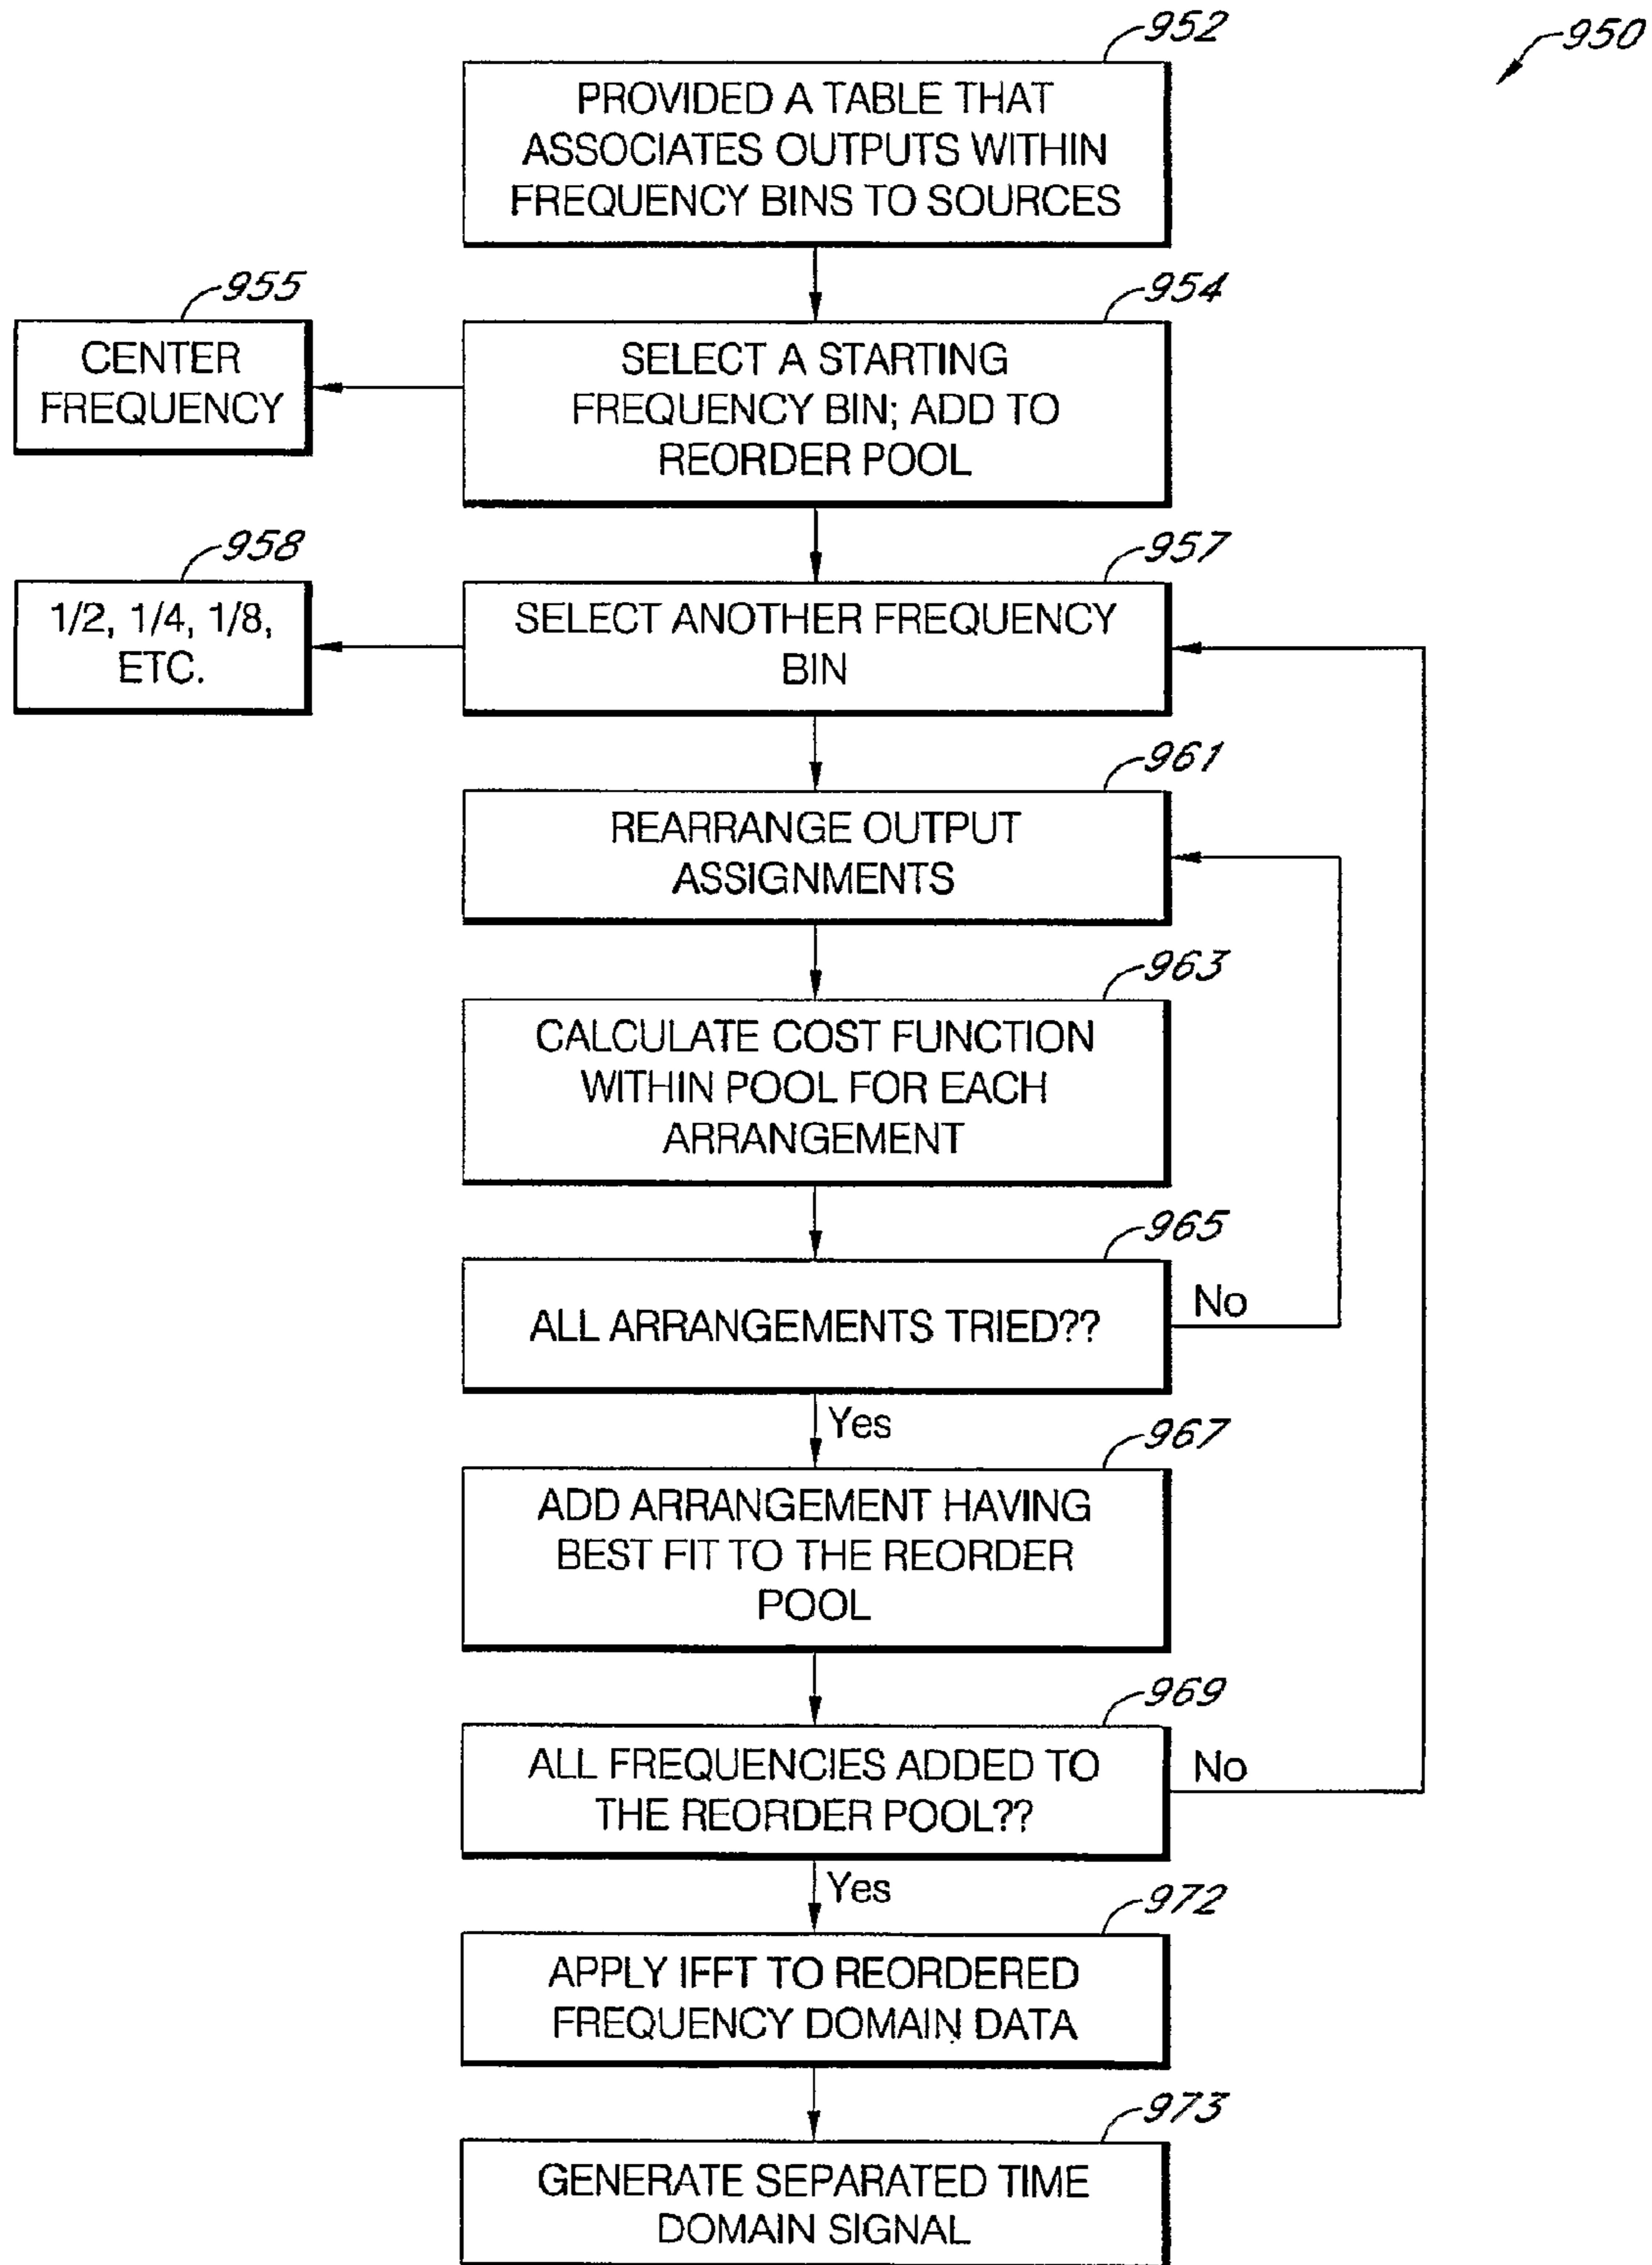 952
950
PROVIDED A TABLE THAT
ASSOCIATES OUTPUTS WITHIN
FREQUENCY BINS TO SOURCES
955
CENTER
FREQUENCY
954
SELECT A STARTING
FREQUENCY BIN; ADD TO
REORDER POOL
958
1/2, 1/4, 1/8,
ETC.
957
SELECT ANOTHER FREQUENCY
BIN
961
REARRANGE OUTPUT
ASSIGNMENTS
963
CALCULATE COST FUNCTION
WITHIN POOL FOR EACH
ARRANGEMENT
965
ALL ARRANGEMENTS TRIED??
No
Yes
967
ADD ARRANGEMENT HAVING
BEST FIT TO THE REORDER
POOL
969
ALL FREQUENCIES ADDED TO
THE REORDER POOL??
No
Yes
972
APPLY IFFT TO REORDERED
FREQUENCY DOMAIN DATA
973
GENERATE SEPARATED TIME
DOMAIN SIGNAL